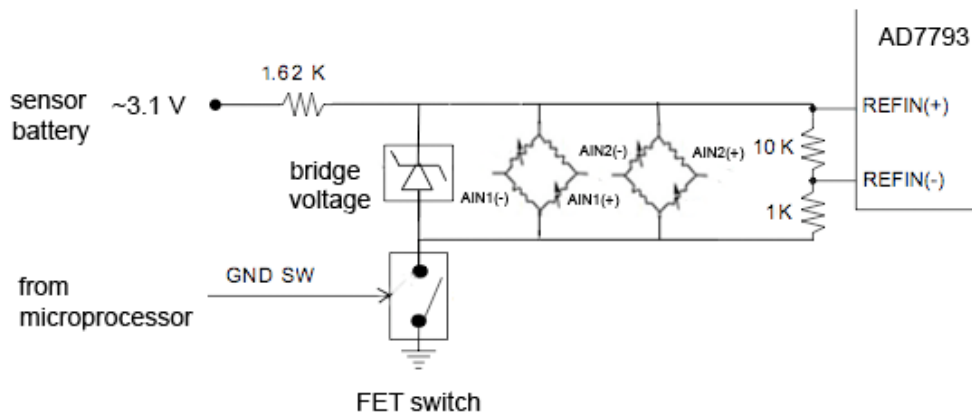 AD7793
1.62 K
sensor
battery
~3.1 V
REFIN(+)
10 K
AIN2(-)
AIN2(+)
bridge
voltage
REFIN(-)
AIN1(-)
AIN1(+)
1K
GND SW
from
microprocessor
FET switch